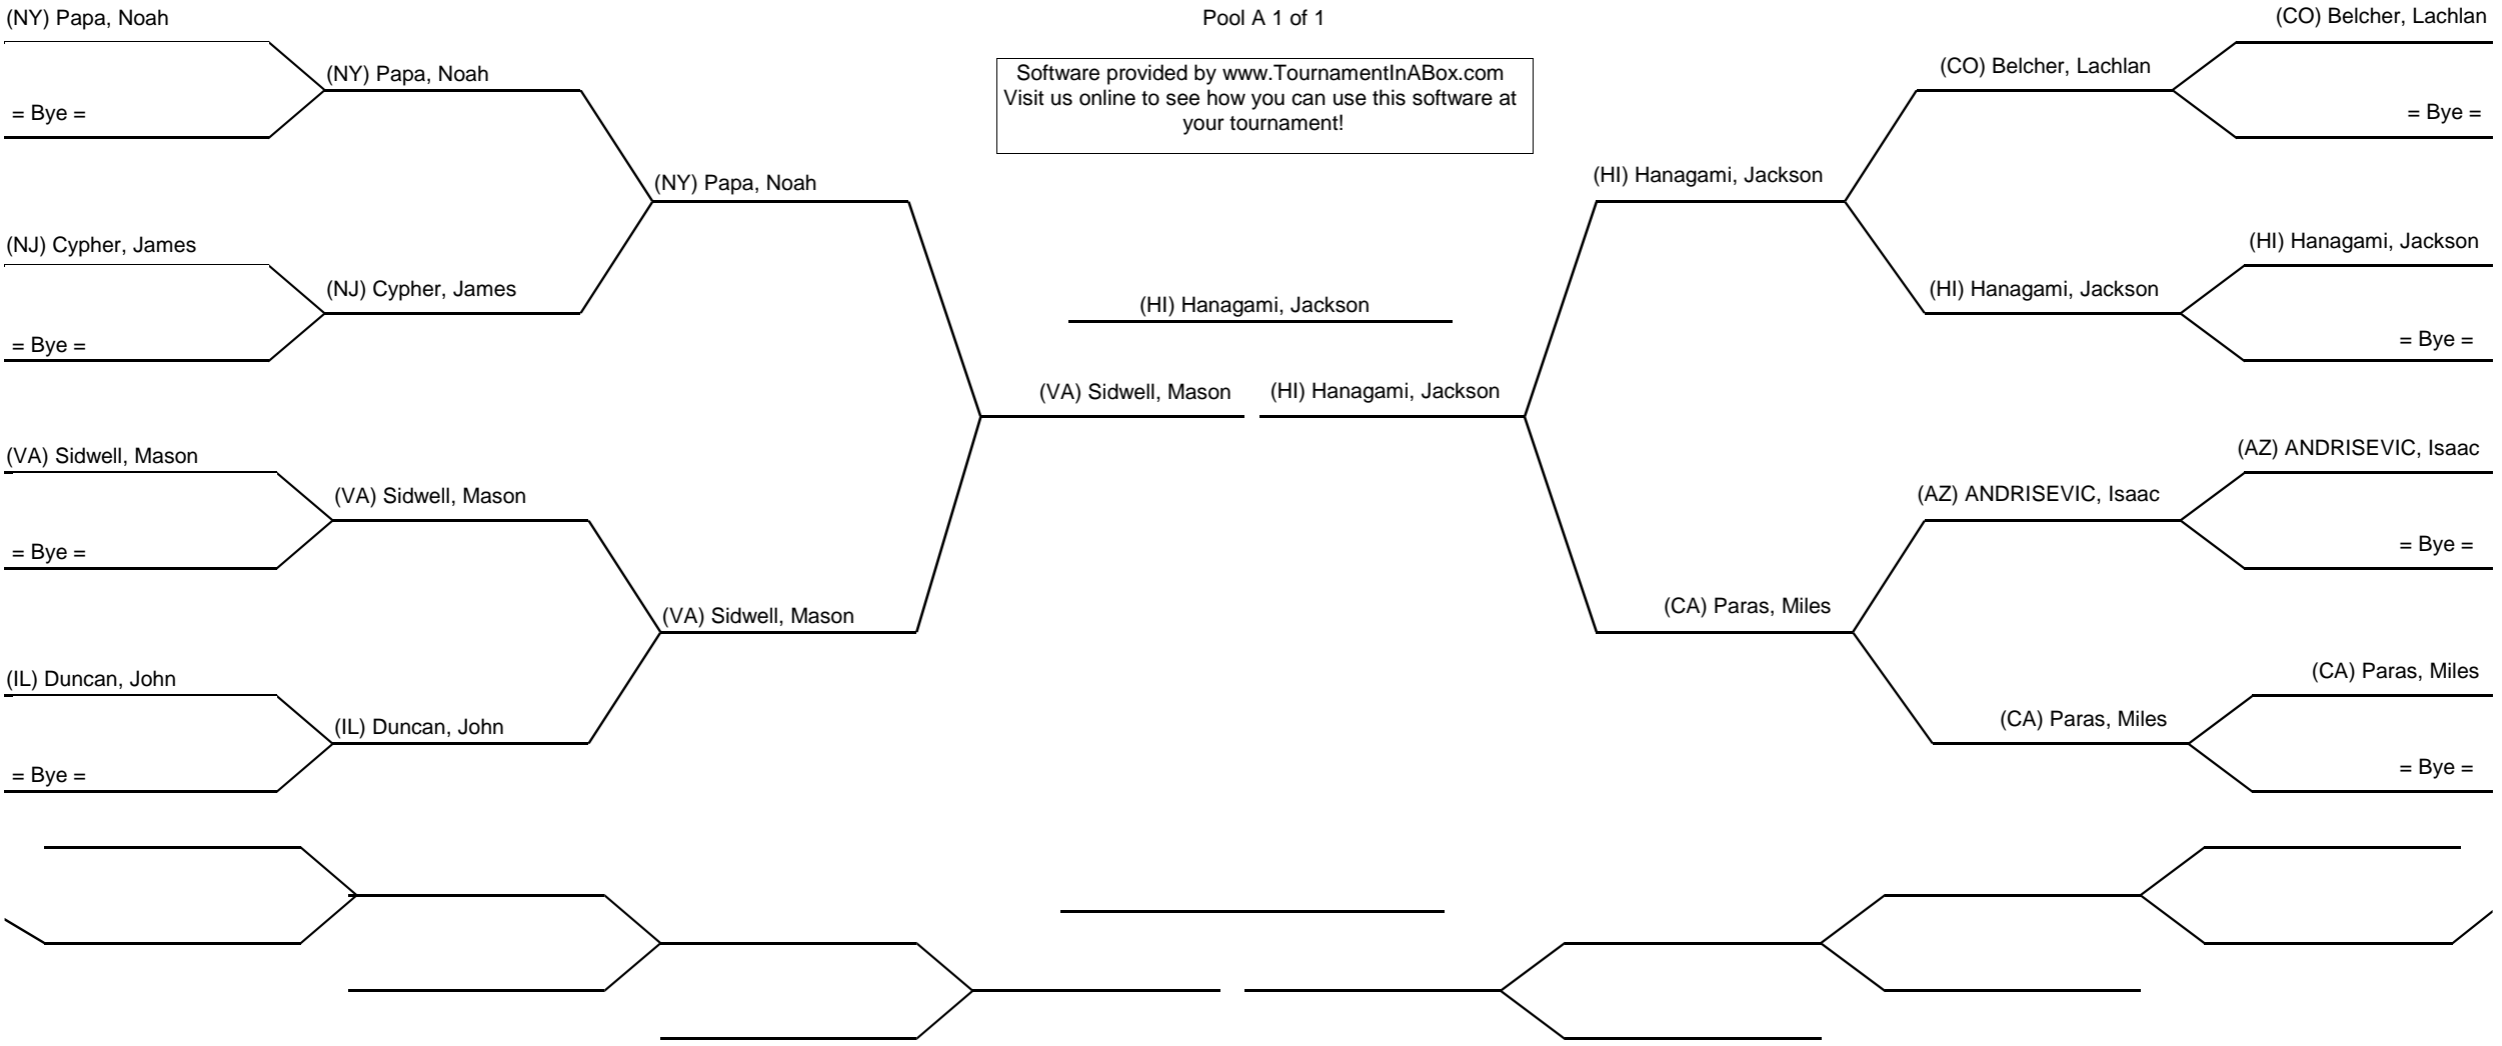 (NY) Papa, Noah
Pool A 1 of 1
(CO) Belcher, Lachlan
(NY) Papa, Noah
Software provided by www.TournamentInABox.com
Visit us online to see how you can use this software at
your tournament!
(CO) Belcher, Lachlan
= Bye =
= Bye =
(NY) Papa, Noah
(HI) Hanagami, Jackson
(NJ) Cypher, James
(HI) Hanagami, Jackson
(NJ) Cypher, James
(HI) Hanagami, Jackson
(HI) Hanagami, Jackson
= Bye =
= Bye =
(VA) Sidwell, Mason
(HI) Hanagami, Jackson
(VA) Sidwell, Mason
(AZ) ANDRISEVIC, Isaac
(VA) Sidwell, Mason
(AZ) ANDRISEVIC, Isaac
= Bye =
= Bye =
(VA) Sidwell, Mason
(CA) Paras, Miles
(IL) Duncan, John
(CA) Paras, Miles
(IL) Duncan, John
(CA) Paras, Miles
= Bye =
= Bye =